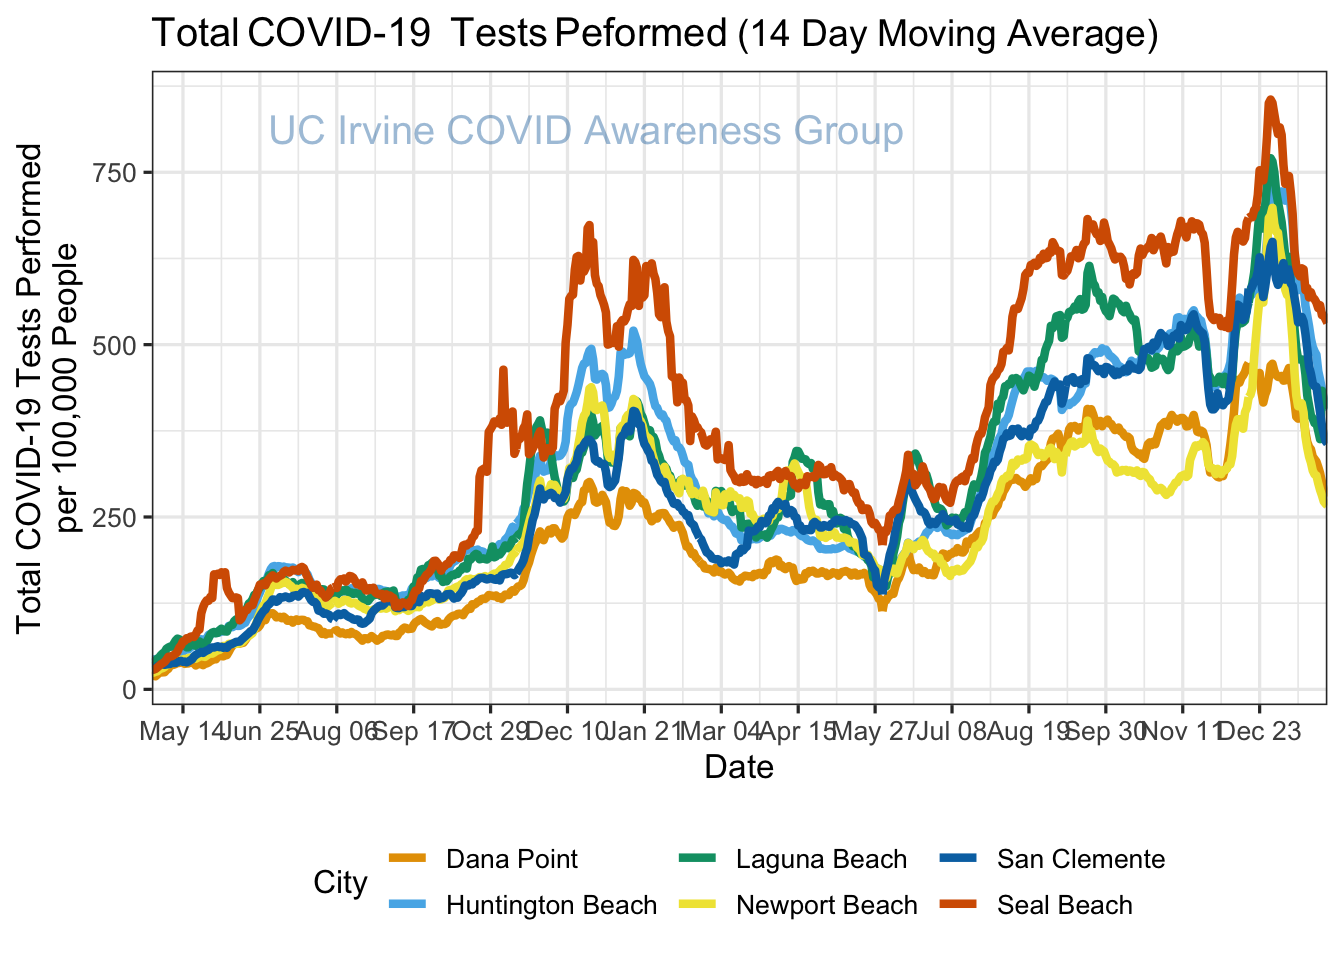 Total COVID-19 Tests Peformed (14 Day Moving Average)
UC Irvine COVID Awareness Group
Total COVID-19 Tests Performed
per 100,000 People
750
500
250
0
May 14 Jun 25 Aug 06 Sep 17 Oct 29 Dec 10 Jan 21 Mar 04 Apr 15 May 27 Jul 08 Aug 19 Sep 30 Nov 11 Dec 23
Date
City
Dana Point Laguna Beach San Clemente
Huntington Beach Newport Beach Seal Beach